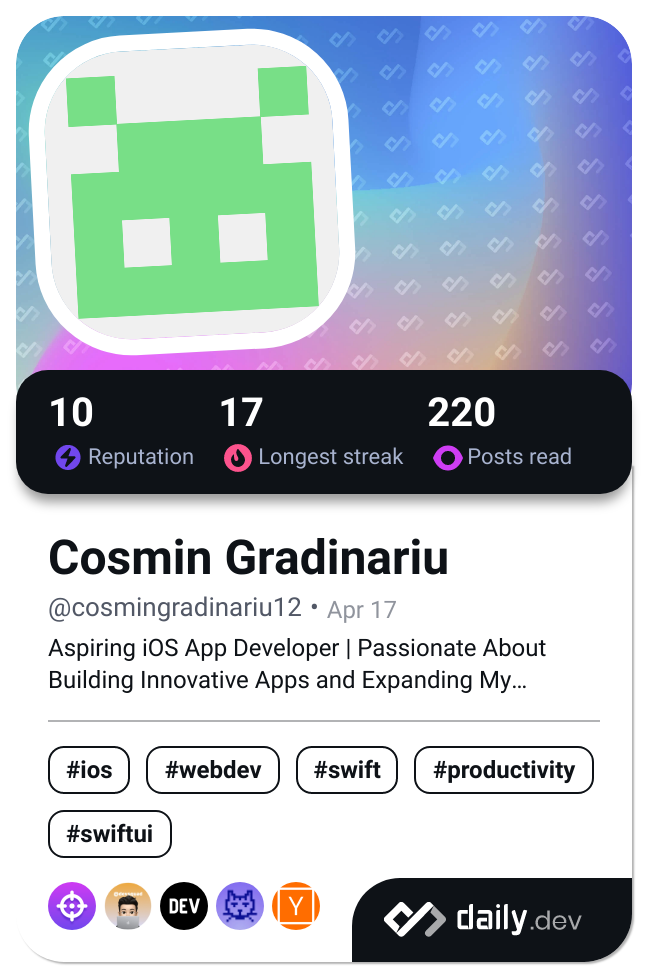 10 17 220
Reputation Longest streak Posts read
Cosmin Gradinariu
@cosmingradinariu12 • Apr 17
Aspiring iOS App Developer | Passionate About
Building Innovative Apps and Expanding My…
#ios #webdev #swift #productivity
#swiftui
DEV Y
daily.dev